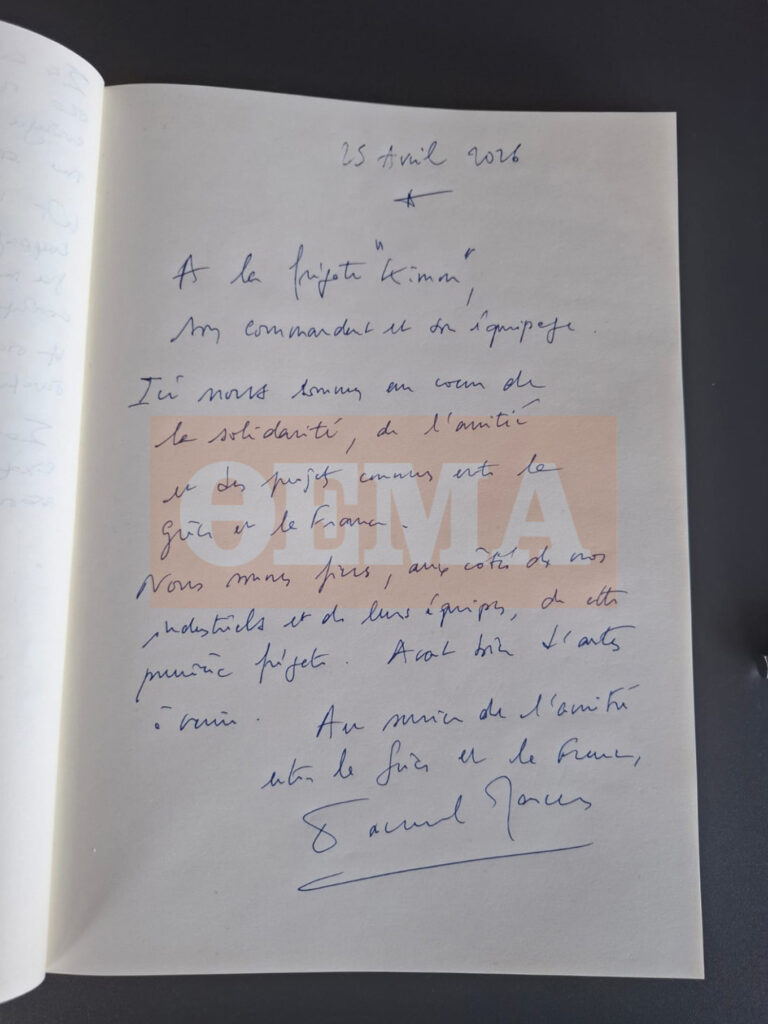 25 Avril 2026
A la frégate "Kimon",
son commandant et son équipage.
Ici nous sommes au cœur de
la solidarité, de l'amitié
et des projets communs entre la
Grèce et la France.
Nous sommes fiers, aux côtés de nos
industriels et de leurs équipes, de cette
première frégate. Avant bien d'autres
à venir. Au service de l'amitié
entre la Grèce et la France,
ΘEMA